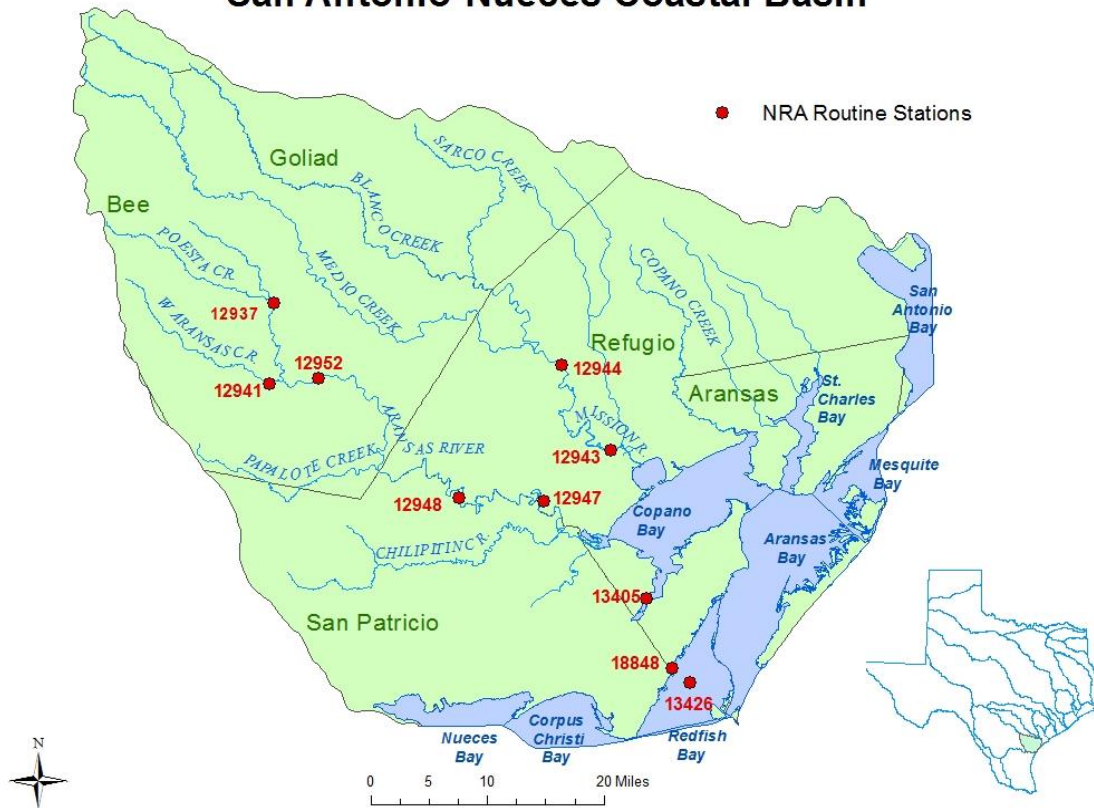 San Antonio-Nueces Coastal Basin
NRA Routine Stations
SARCO CREEK
Goliad
BLANCO CREEK
Bee
POESTA CR.
MEDIO CREEK
COPANO CREEK
San
Antonio
Bay
12937
W ARANSAS CR.
Refugio
12952
12944
12941
Aransas
St.
Charles
Bay
ARANSAS RIVER
MISSION R.
PAPALOTE CREEK
12943
Mesquite
Bay
12948
12947
Copano
Bay
Aransas
Bay
CHILIPITIN CR.
13405
San Patricio
18848
13426
Nueces
Bay
Corpus
Christi
Bay
Redfish
Bay
N
0 5 10 20 Miles